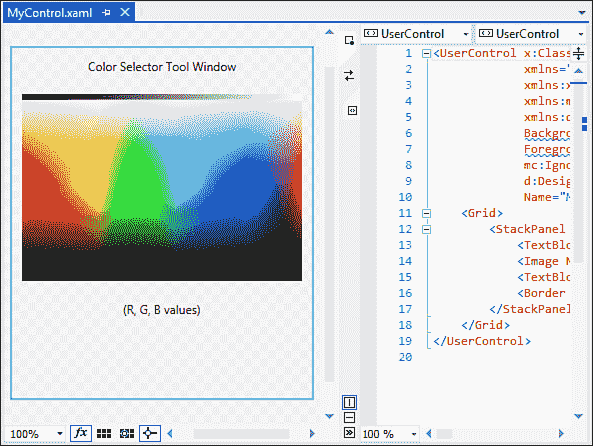 MyControl.xaml
Color Selector Tool Window
(R, G, B values)
100%
fx
UserControl
UserControl
1 <UserControl x:Class
2 xmlns="
3 xmlns:x
4 xmlns:m
5 xmlns:d
6 Backgro
7 Foregro
8 mc:Igno
9 d:Desig
10 Name="M
11 <Grid>
12 <StackPanel
13 <TextBloc
14 <Image N
15 <TextBloc
16 <Border
17 </StackPanel
18 </Grid>
19 </UserControl>
20
100 %